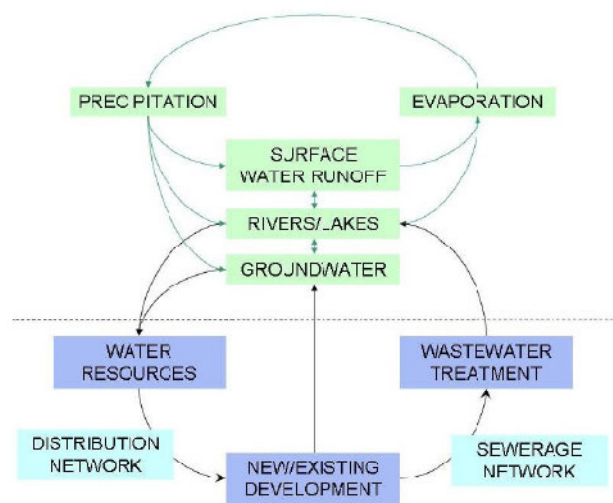 PRECIPITATION
EVAPORATION
SURFACE
WATER RUNOFF
RIVERS/LAKES
GROUNDWATER
WATER
RESOURCES
WASTEWATER
TREATMENT
DISTRIBUTION
NETWORK
NEW/EXISTING
DEVELOPMENT
SEWERAGE
NETWORK